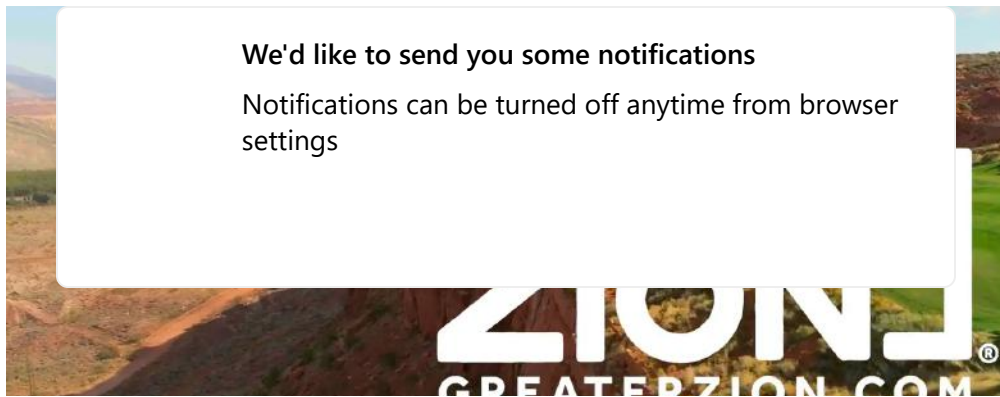 We'd like to send you some notifications
Notifications can be turned off anytime from browser
settings
ZION
®
GREATERZION.COM